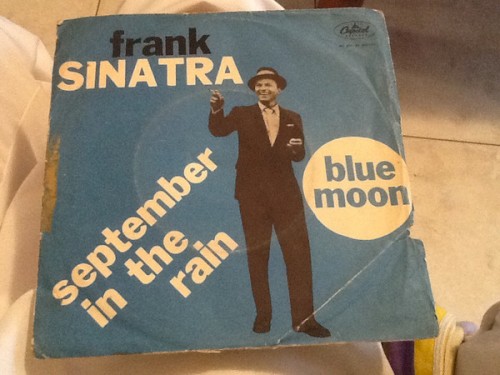 frank
SINATRA
Capitol
blue
moon
september
in the
rain